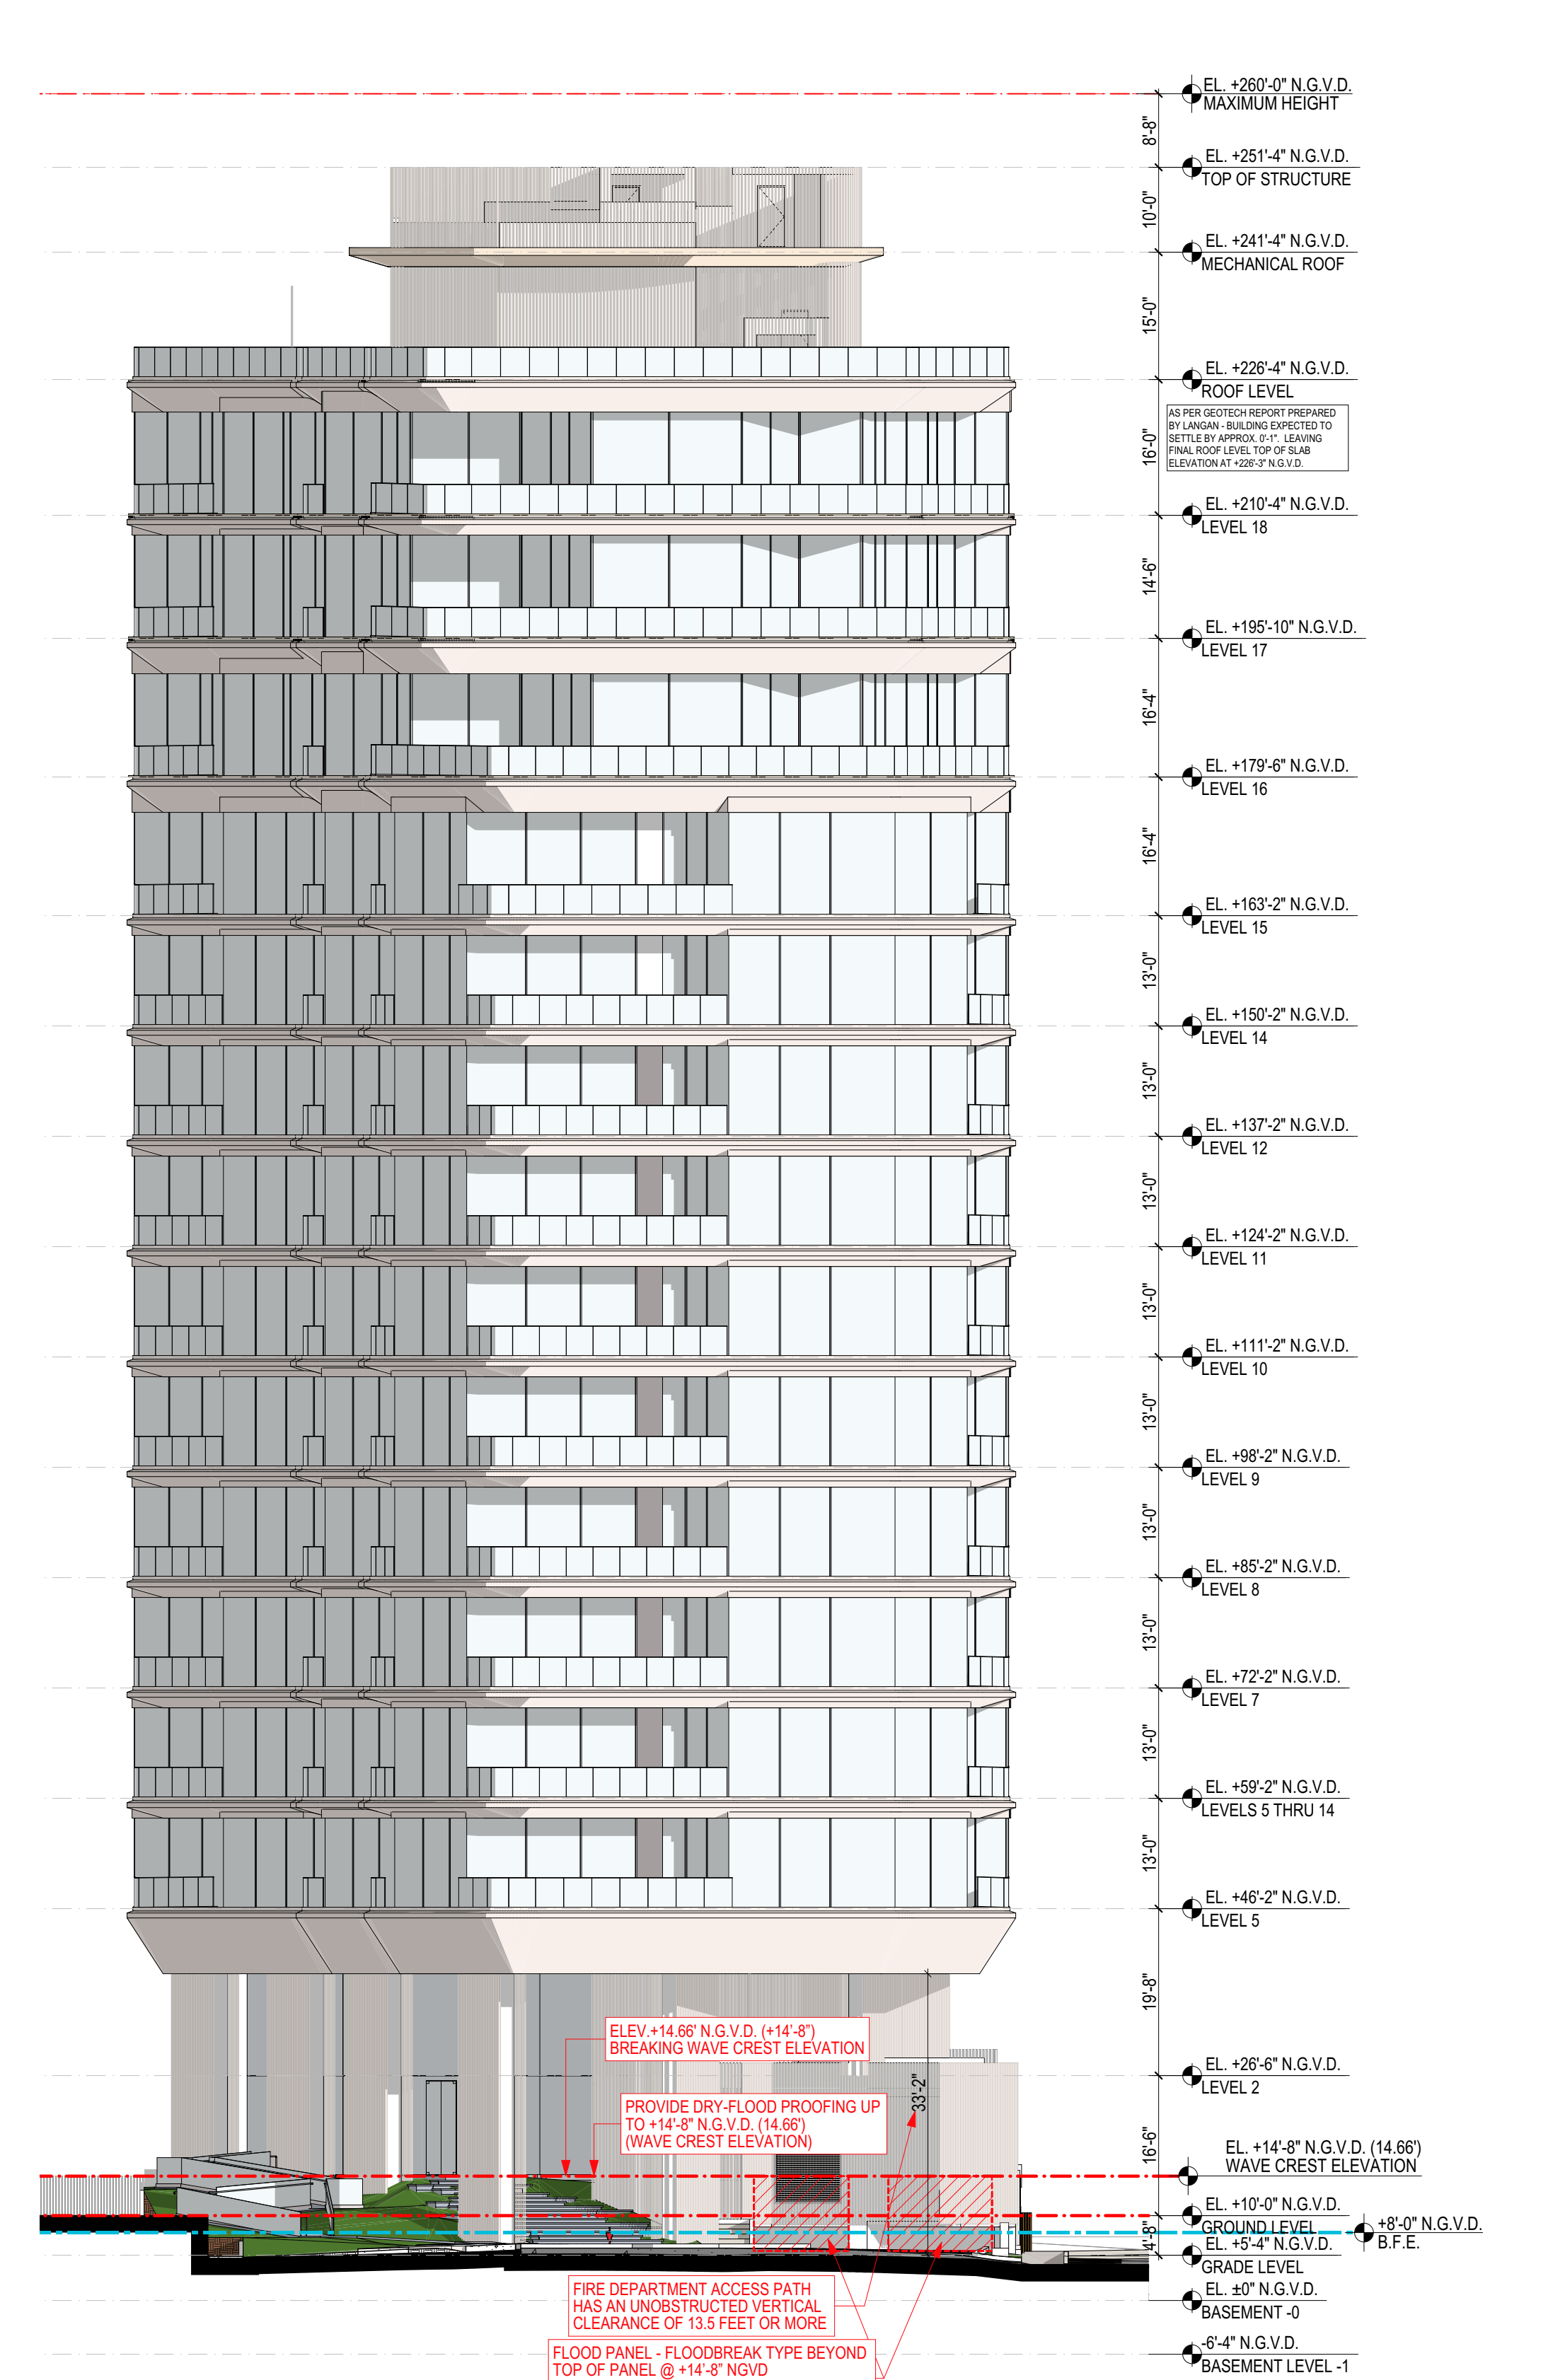 EL. +260'-0" N.G.V.D.
MAXIMUM HEIGHT
8'-8"
EL. +251'-4" N.G.V.D.
TOP OF STRUCTURE
10'-0"
EL. +241'-4" N.G.V.D.
MECHANICAL ROOF
15'-0"
EL. +226'-4" N.G.V.D.
ROOF LEVEL
AS PER GEOTECH REPORT PREPARED
BY LANGAN - BUILDING EXPECTED TO
SETTLE BY APPROX. 0'-1". LEAVING
FINAL ROOF LEVEL TOP OF SLAB
ELEVATION AT +226'-3" N.G.V.D.
16'-0"
EL. +210'-4" N.G.V.D.
LEVEL 18
14'-6"
EL. +195'-10" N.G.V.D.
LEVEL 17
16'-4"
EL. +179'-6" N.G.V.D.
LEVEL 16
16'-4"
EL. +163'-2" N.G.V.D.
LEVEL 15
13'-0"
EL. +150'-2" N.G.V.D.
LEVEL 14
13'-0"
EL. +137'-2" N.G.V.D.
LEVEL 12
13'-0"
EL. +124'-2" N.G.V.D.
LEVEL 11
13'-0"
EL. +111'-2" N.G.V.D.
LEVEL 10
13'-0"
EL. +98'-2" N.G.V.D.
LEVEL 9
13'-0"
EL. +85'-2" N.G.V.D.
LEVEL 8
13'-0"
EL. +72'-2" N.G.V.D.
LEVEL 7
13'-0"
EL. +59'-2" N.G.V.D.
LEVELS 5 THRU 14
13'-0"
EL. +46'-2" N.G.V.D.
LEVEL 5
19'-8"
ELEV.+14.66' N.G.V.D. (+14'-8")
BREAKING WAVE CREST ELEVATION
EL. +26'-6" N.G.V.D.
LEVEL 2
33'-2"
PROVIDE DRY-FLOOD PROOFING UP
TO +14'-8" N.G.V.D. (14.66')
(WAVE CREST ELEVATION)
16'-6"
EL. +14'-8" N.G.V.D. (14.66')
WAVE CREST ELEVATION
EL. +10'-0" N.G.V.D.
GROUND LEVEL
+8'-0" N.G.V.D.
B.F.E.
4'-8"
EL. +5'-4" N.G.V.D.
GRADE LEVEL
FIRE DEPARTMENT ACCESS PATH
HAS AN UNOBSTRUCTED VERTICAL
CLEARANCE OF 13.5 FEET OR MORE
EL. ±0" N.G.V.D.
BASEMENT -0
FLOOD PANEL - FLOODBREAK TYPE BEYOND
TOP OF PANEL @ +14'-8" NGVD
-6'-4" N.G.V.D.
BASEMENT LEVEL -1